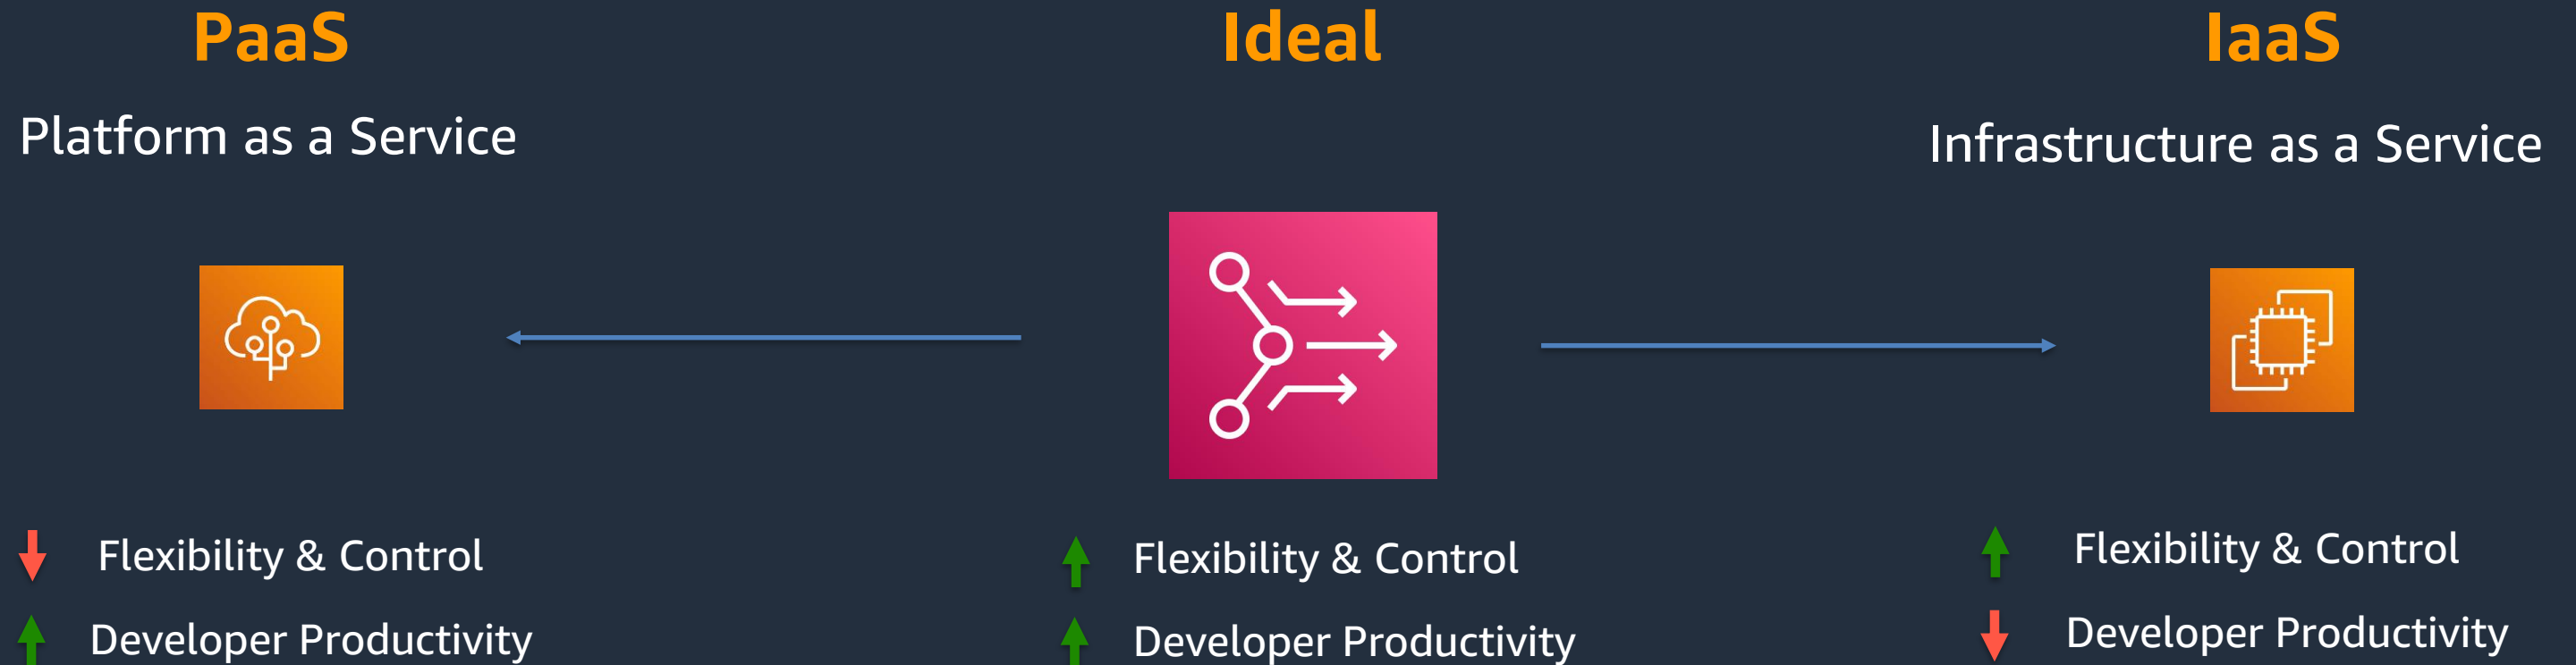 PaaS
Platform as a Service
Flexibility & Control
Developer Productivity
Ideal
Flexibility & Control
Developer Productivity
IaaS
Infrastructure as a Service
Flexibility & Control
Developer Productivity